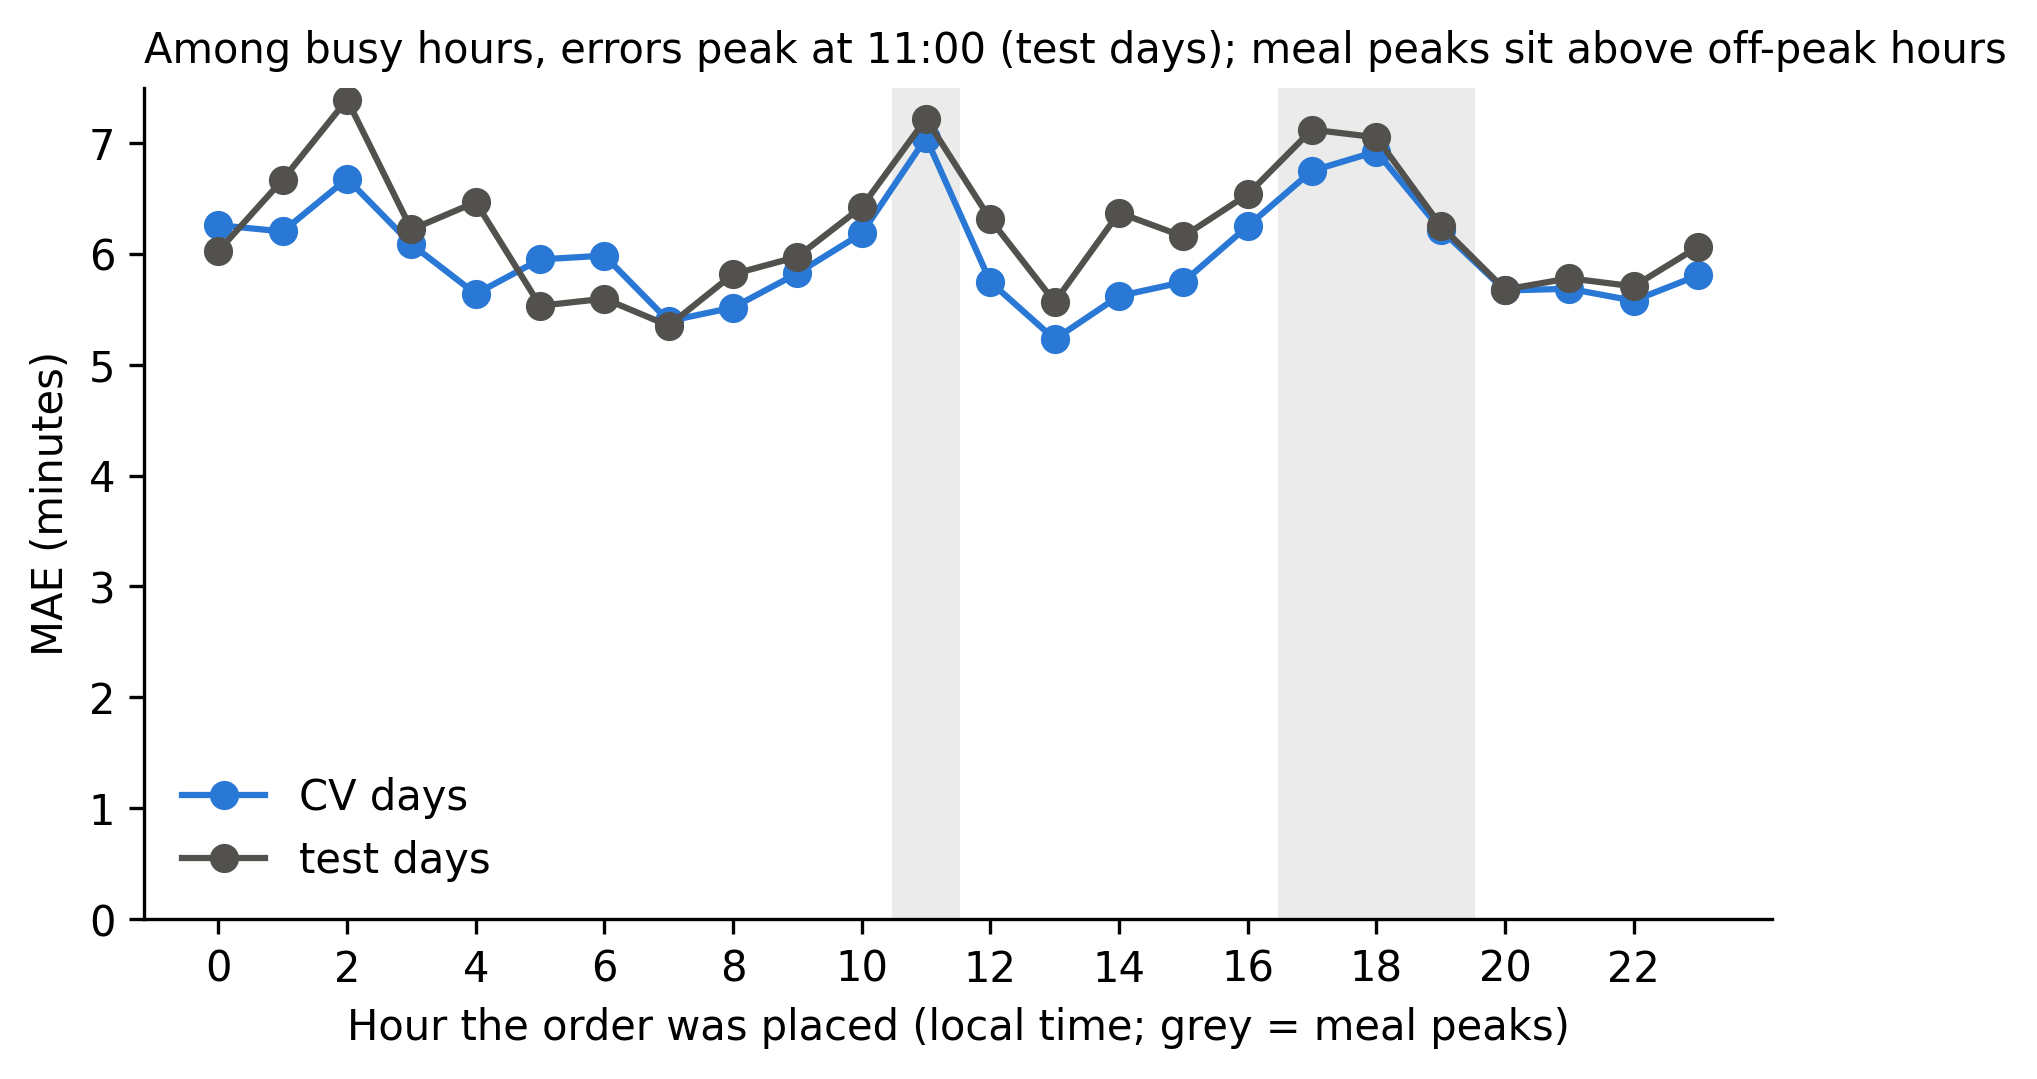 Among busy hours, errors peak at 11:00 (test days); meal peaks sit above off-peak hours
MAE (minutes)
7
6
5
4
3
2
1
0
CV days
test days
0 2 4 6 8 10 12 14 16 18 20 22
Hour the order was placed (local time; grey = meal peaks)